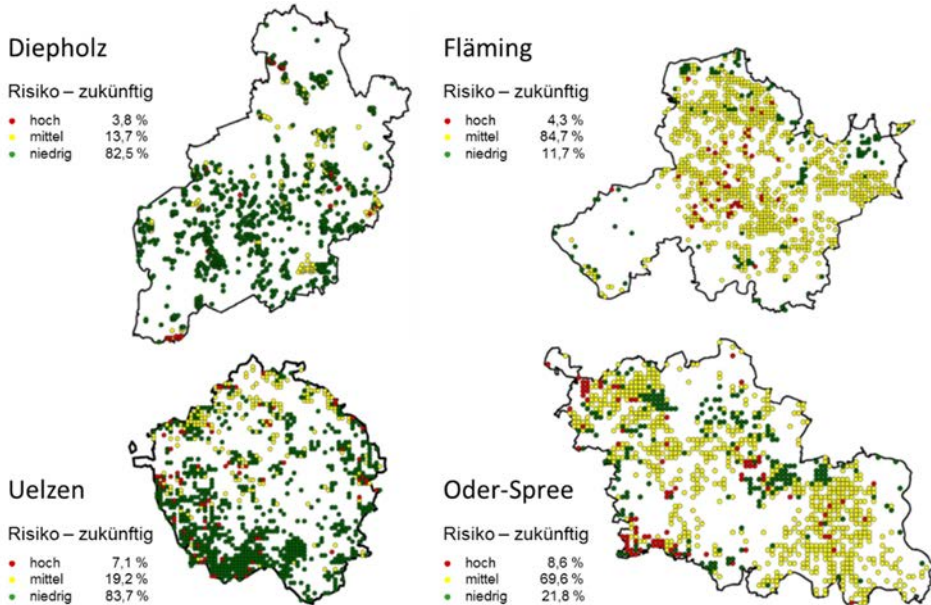 Diepholz
Risiko – zukünftig
hoch 3,8 %
mittel 13,7 %
niedrig 82,5 %
Fläming
Risiko – zukünftig
hoch 4,3 %
mittel 84,7 %
niedrig 11,7 %
Uelzen
Risiko – zukünftig
hoch 7,1 %
mittel 19,2 %
niedrig 83,7 %
Oder-Spree
Risiko – zukünftig
hoch 8,6 %
mittel 69,6 %
niedrig 21,8 %